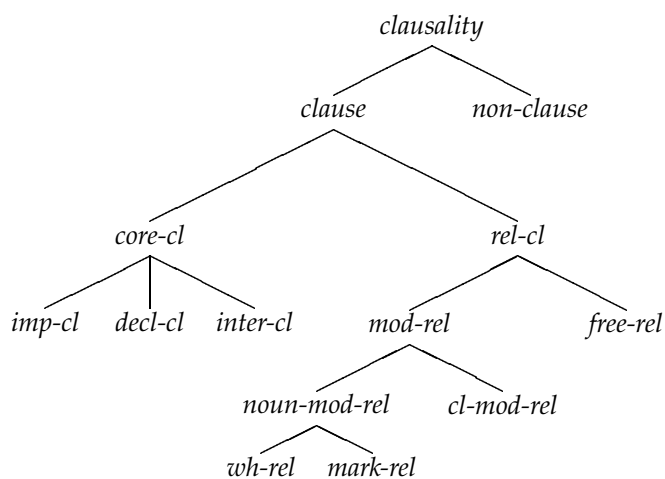 clausality
clause non-clause
core-cl rel-cl
imp-cl decl-cl inter-cl mod-rel free-rel
noun-mod-rel cl-mod-rel
wh-rel mark-rel